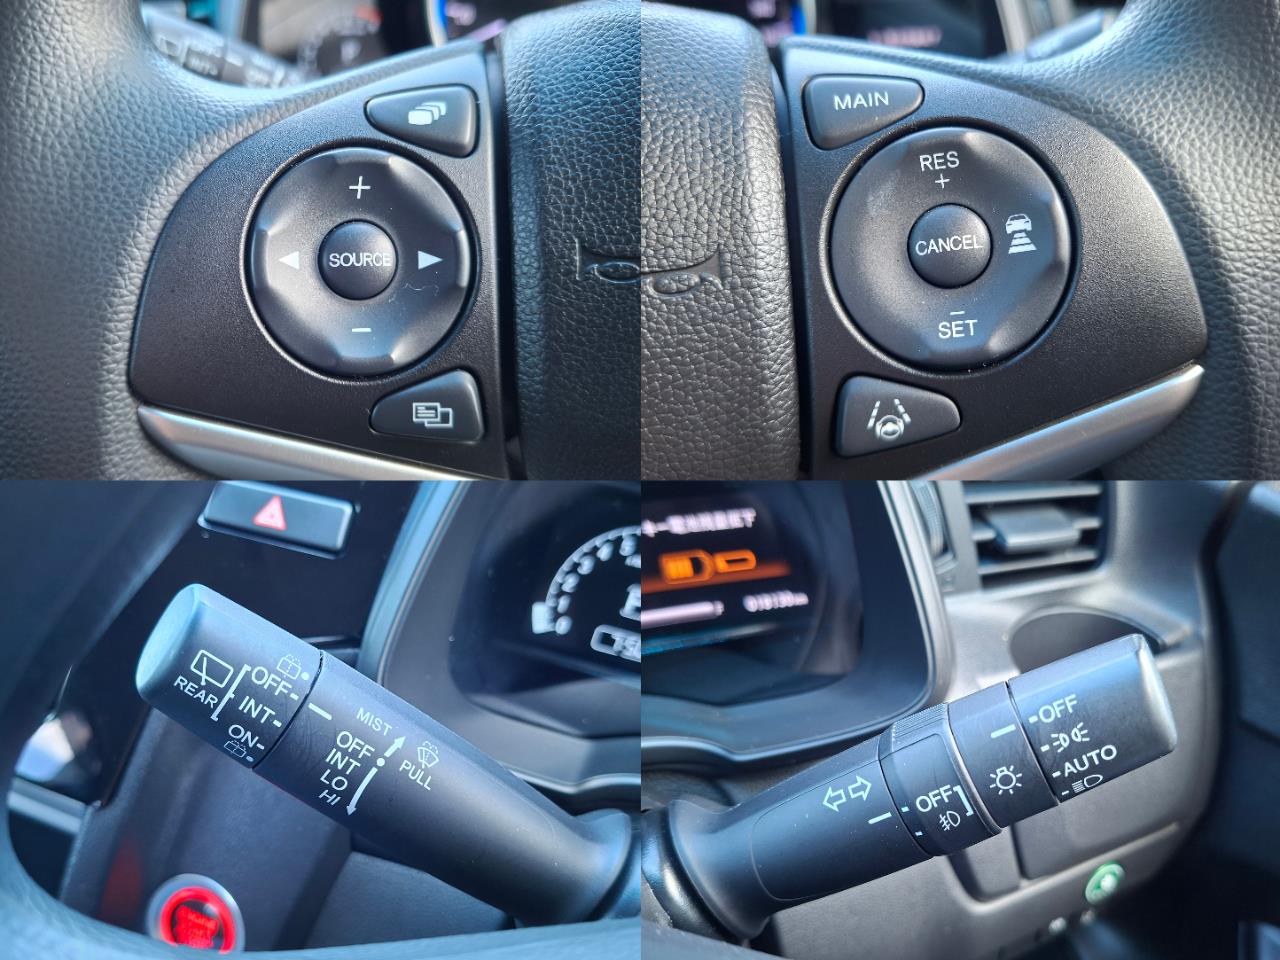 +
SOURCE
−
MAIN
RES
+
CANCEL
−
SET
REAR
OFF
INT
ON
MIST
OFF
INT
LO
HI
PULL
OFF
AUTO
OFF